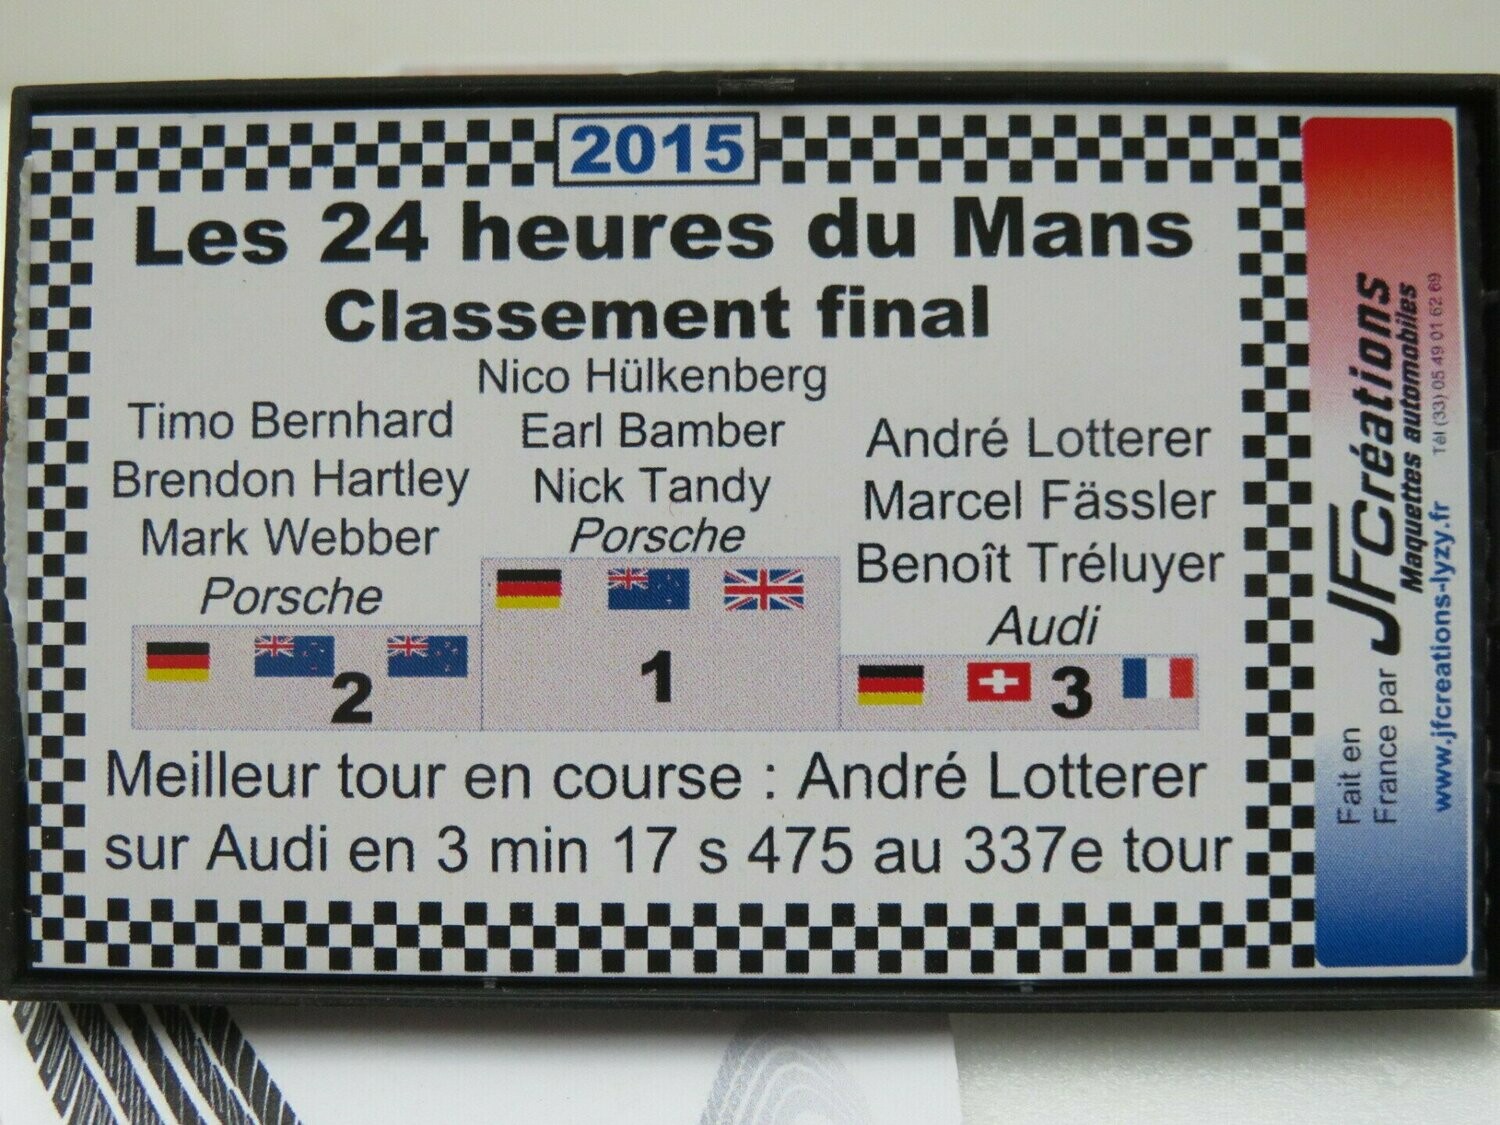 2015
Les 24 heures du Mans
Classement final
Timo Bernhard
Brendon Hartley
Mark Webber
Porsche
2
Nico Hülkenberg
Earl Bamber
Nick Tandy
Porsche
1
André Lotterer
Marcel Fässler
Benoît Tréluyer
Audi
3
Meilleur tour en course : André Lotterer
sur Audi en 3 min 17 s 475 au 337e tour
Fait en
France par JFCréations
Maquettes automobiles
Tél (33) 05 49 01 62 69
www.jfcreations-lyzy.fr